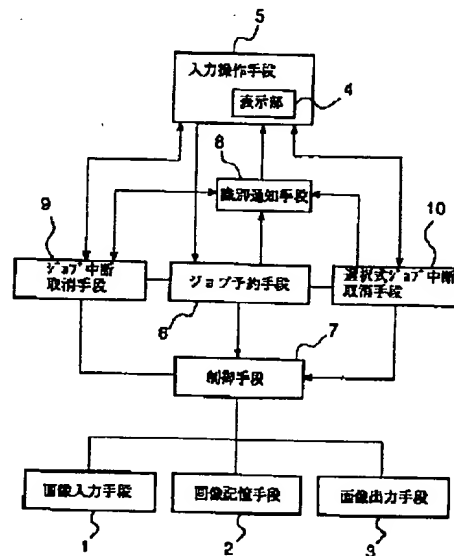 5
入力操作手段
表示部
4
8
識別通知手段
9
10
ｼﾞｮﾌﾞ中断
取消手段
ジョブ予約手段
選択式ｼﾞｮﾌﾞ中断
取消手段
6
7
制御手段
画像入力手段
画像記憶手段
画像出力手段
1
2
3